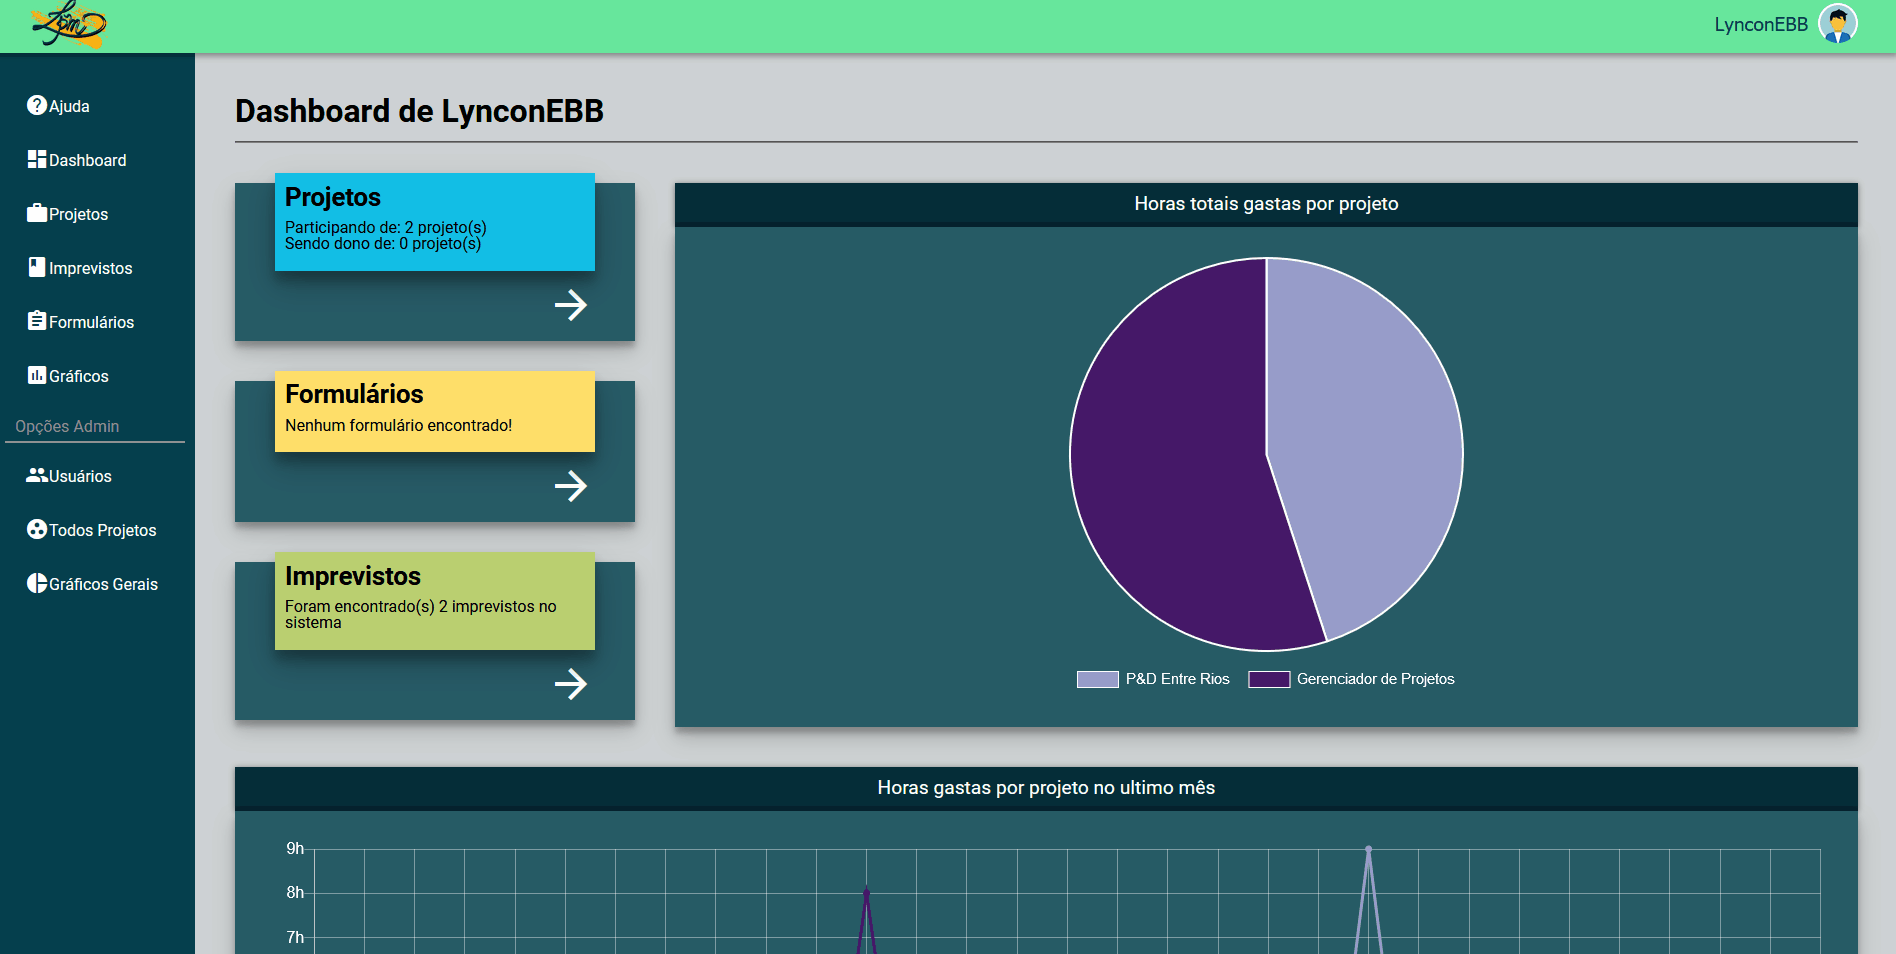 LynconEBB
Ajuda
Dashboard
Projetos
Imprevistos
Formulários
Gráficos
Opções Admin
Usuários
Todos Projetos
Gráficos Gerais
Dashboard de LynconEBB
Projetos
Participando de: 2 projeto(s)
Sendo dono de: 0 projeto(s)
Formulários
Nenhum formulário encontrado!
Imprevistos
Foram encontrado(s) 2 imprevistos no
sistema
Horas totais gastas por projeto
P&D Entre Rios
Gerenciador de Projetos
Horas gastas por projeto no ultimo mês
9h
8h
7h